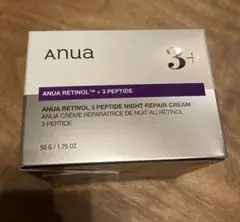 Anua
3+
ANUA RETINOL™ + 3 PEPTIDE
ANUA RETINOL 3 PEPTIDE NIGHT REPAIR CREAM
ANUA CRÈME RÉPARATRICE DE NUIT AU RÉTINOL
3 PEPTIDE
50 G / 1.76 OZ